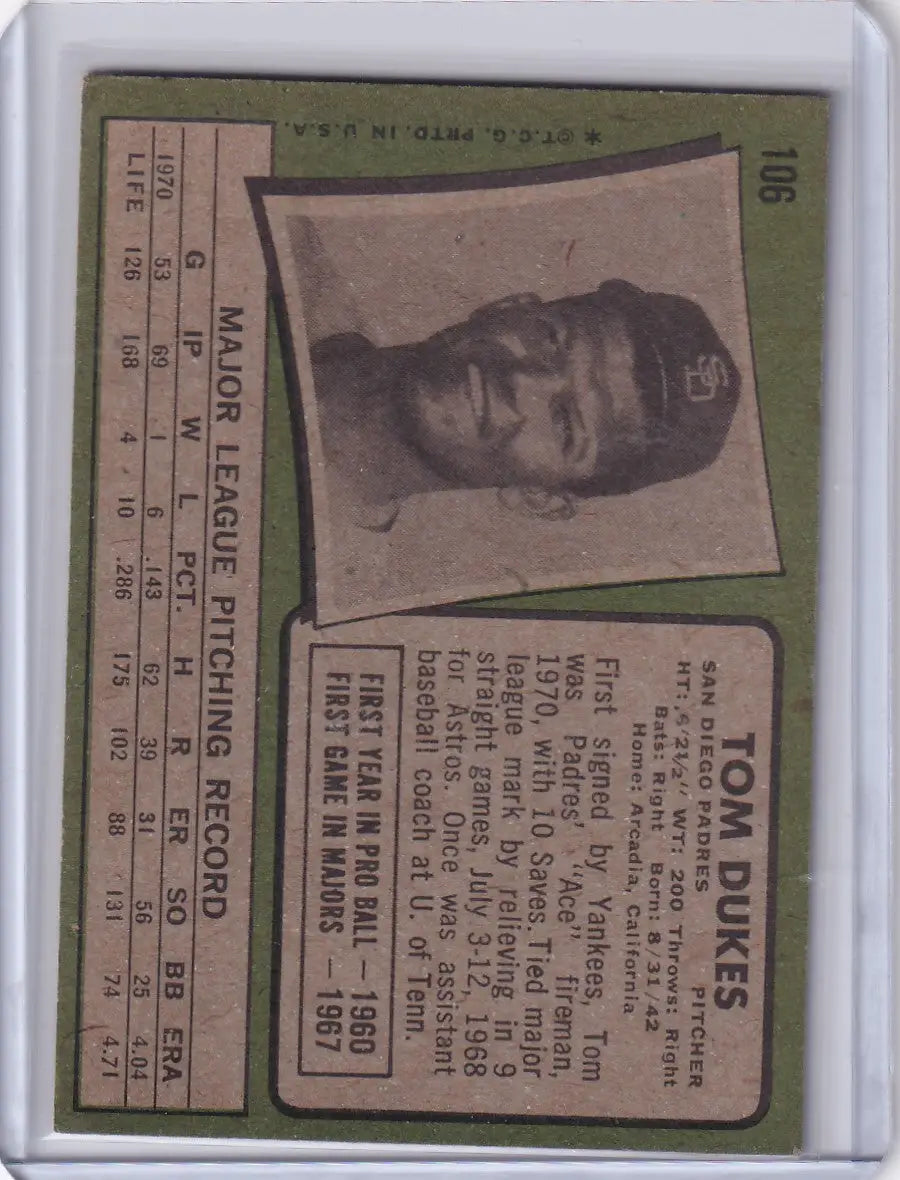 106
* ©T.C.G. PRTD. IN U.S.A.
SD
TOM DUKES
SAN DIEGO PADRES PITCHER
HT: 6'2½" WT: 200 Throws: Right
Bats: Right Born: 8/31/42
Home: Arcadia, California
First signed by Yankees, Tom
was Padres' "Ace" fireman,
1970, with 10 Saves. Tied major
league mark by relieving in 9
straight games, July 3-12, 1968
for Astros. Once was assistant
baseball coach at U. of Tenn.
FIRST YEAR IN PRO BALL — 1960
FIRST GAME IN MAJORS — 1967
MAJOR LEAGUE PITCHING RECORD
G IP W L PCT. H R ER SO BB ERA
1970 53 69 1 6 .143 62 39 31 56 25 4.04
LIFE 126 168 4 10 .286 175 102 88 131 74 4.71